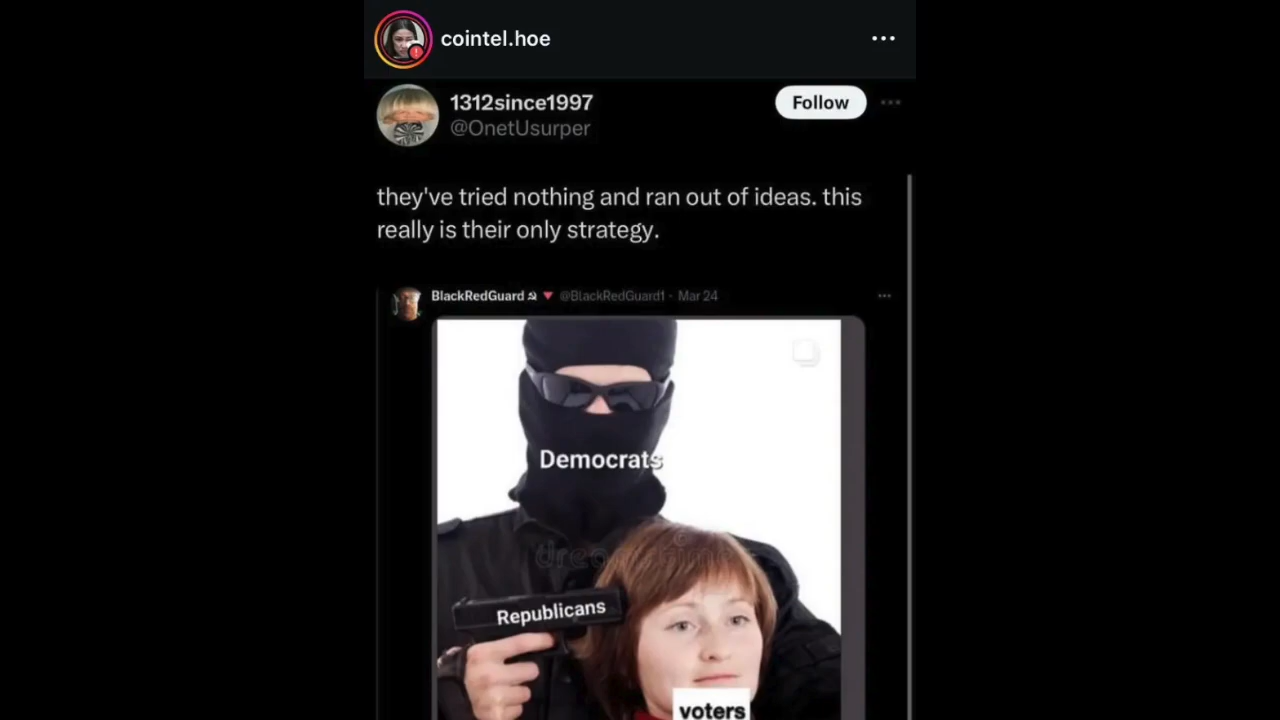 cointel.hoe
1312since1997
@OnetUsurper
Follow
they've tried nothing and ran out of ideas. this
really is their only strategy.
BlackRedGuard ☭ 🔻 @BlackRedGuard1 · Mar 24
Democrats
dreamstime
Republicans
voters